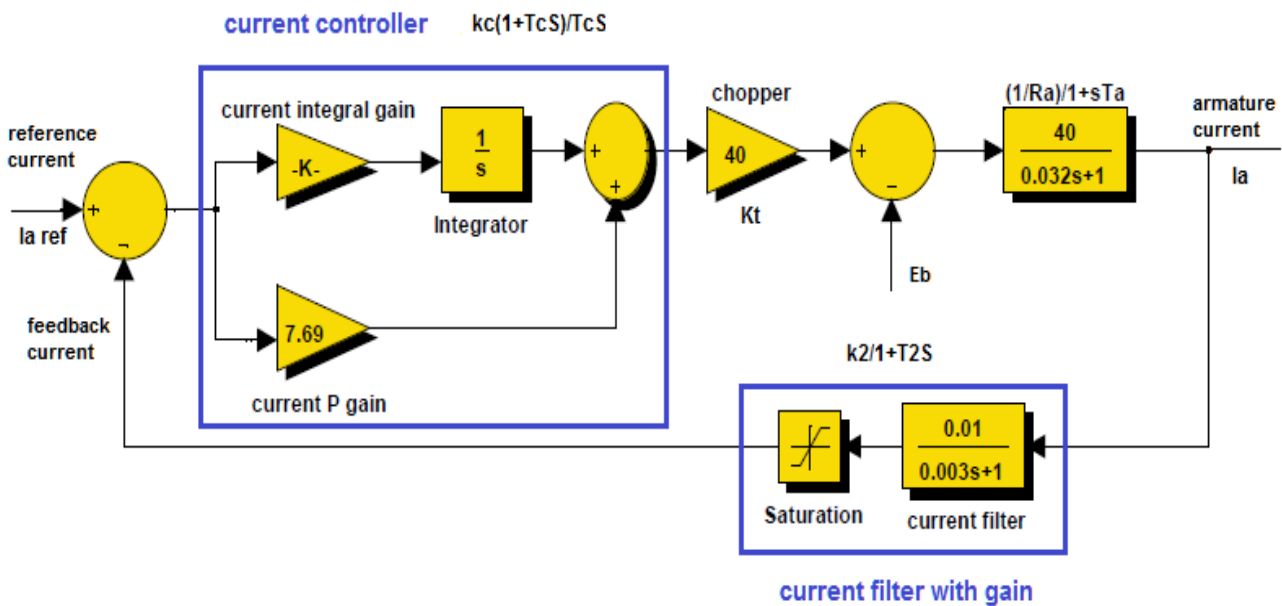 current controller kc(1+TcS)/TcS
chopper
(1/Ra)/1+sTa
armature
current
current integral gain
reference
current
-K-
1
s
+
+
40
+
-
40
0.032s+1
Ia
+
-
Ia ref
Integrator
Kt
Eb
feedback
current
7.69
k2/1+T2S
current P gain
0.01
0.003s+1
Saturation
current filter
current filter with gain